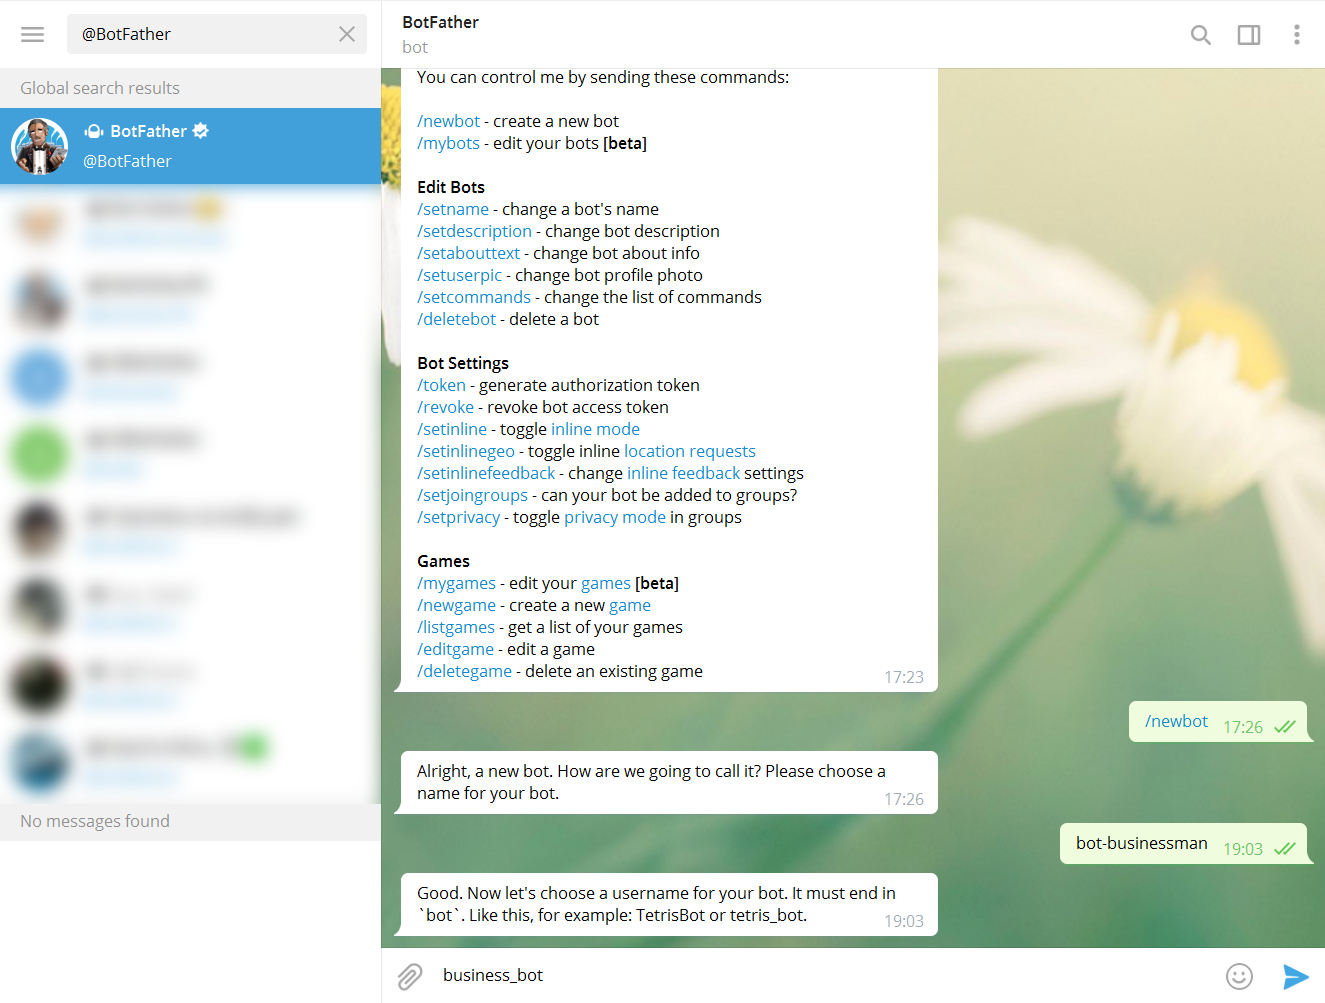 @BotFather
Global search results
BotFather
@BotFather
No messages found
BotFather
bot
You can control me by sending these commands:
/newbot - create a new bot
/mybots - edit your bots [beta]
Edit Bots
/setname - change a bot's name
/setdescription - change bot description
/setabouttext - change bot about info
/setuserpic - change bot profile photo
/setcommands - change the list of commands
/deletebot - delete a bot
Bot Settings
/token - generate authorization token
/revoke - revoke bot access token
/setinline - toggle inline mode
/setinlinegeo - toggle inline location requests
/setinlinefeedback - change inline feedback settings
/setjoingroups - can your bot be added to groups?
/setprivacy - toggle privacy mode in groups
Games
/mygames - edit your games [beta]
/newgame - create a new game
/listgames - get a list of your games
/editgame - edit a game
/deletegame - delete an existing game
17:23
/newbot 17:26
Alright, a new bot. How are we going to call it? Please choose a
name for your bot.
17:26
bot-businessman 19:03
Good. Now let's choose a username for your bot. It must end in
`bot`. Like this, for example: TetrisBot or tetris_bot.
19:03
business_bot